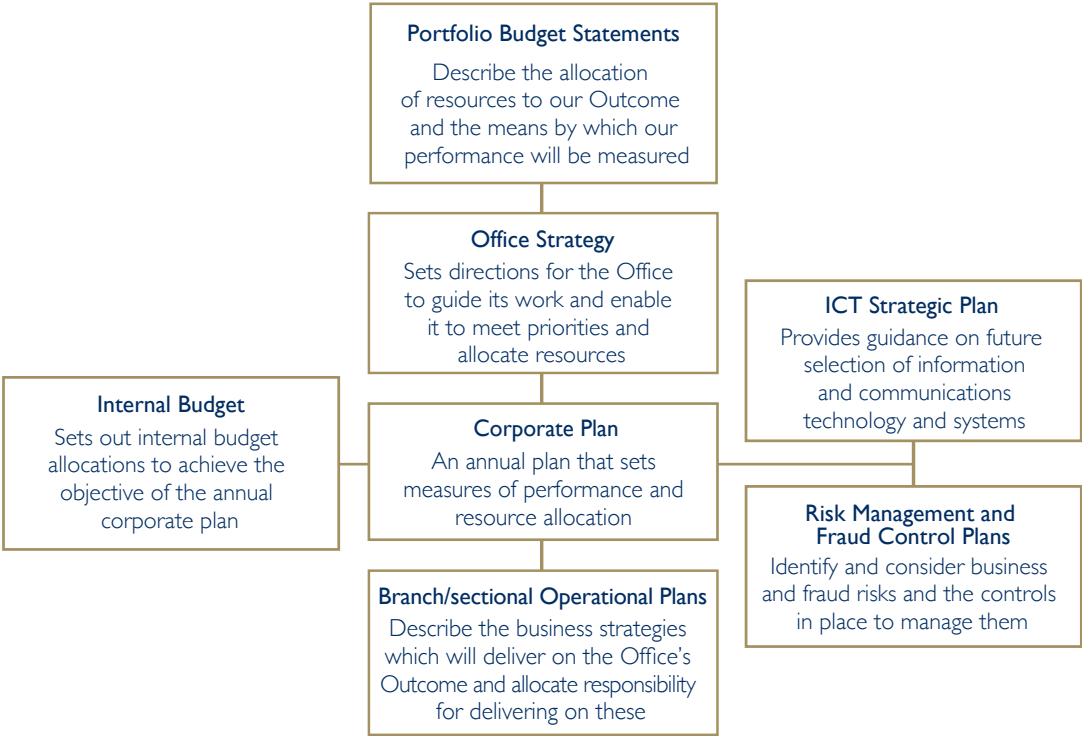 Portfolio Budget Statements
Describe the allocation
of resources to our Outcome
and the means by which our
performance will be measured
Office Strategy
Sets directions for the Office
to guide its work and enable
it to meet priorities and
allocate resources
ICT Strategic Plan
Provides guidance on future
selection of information
and communications
technology and systems
Internal Budget
Sets out internal budget
allocations to achieve the
objective of the annual
corporate plan
Corporate Plan
An annual plan that sets
measures of performance and
resource allocation
Risk Management and
Fraud Control Plans
Identify and consider business
and fraud risks and the controls
in place to manage them
Branch/sectional Operational Plans
Describe the business strategies
which will deliver on the Office's
Outcome and allocate responsibility
for delivering on these